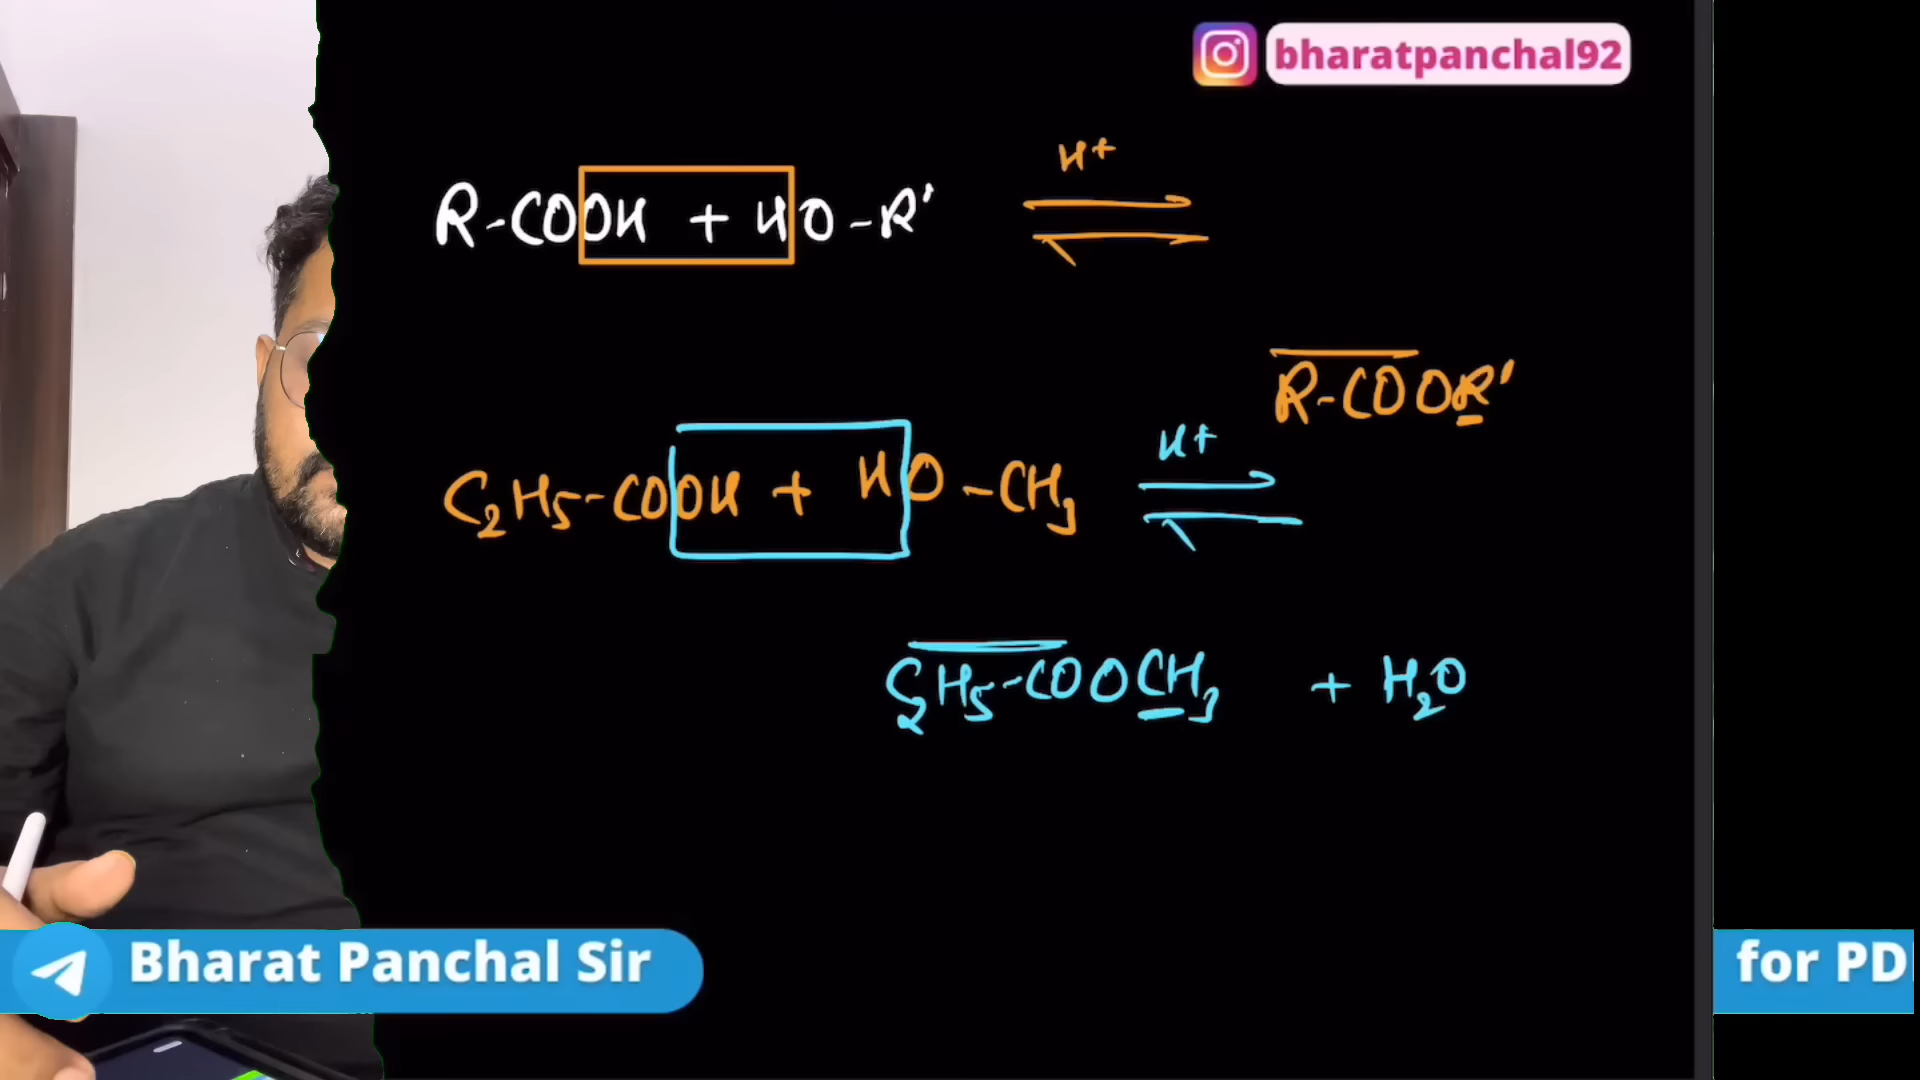 bharatpanchal92
H+
R-COOH + HO-R' ⇌
R-COOR'
H+
C₂H₅-COOH + HO-CH₃ ⇌
C₂H₅-COOCH₃ + H₂O
Bharat Panchal Sir
for PD